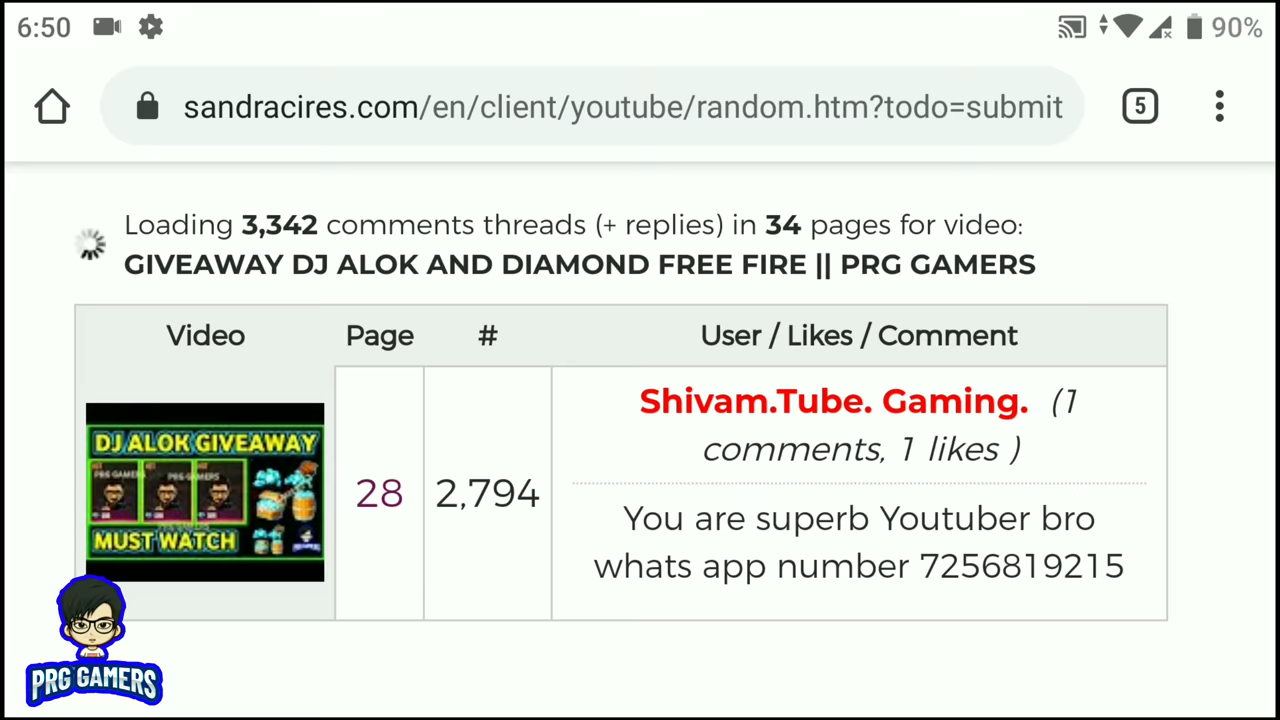 6:50
90%
sandracires.com/en/client/youtube/random.htm?todo=submit
5
Loading 3,342 comments threads (+ replies) in 34 pages for video:
GIVEAWAY DJ ALOK AND DIAMOND FREE FIRE || PRG GAMERS
Video Page # User / Likes / Comment
DJ ALOK GIVEAWAY
PRG GAMERS
MUST WATCH
28
2,794
Shivam.Tube. Gaming. (1
comments, 1 likes )
You are superb Youtuber bro
whats app number 7256819215
PRG GAMERS